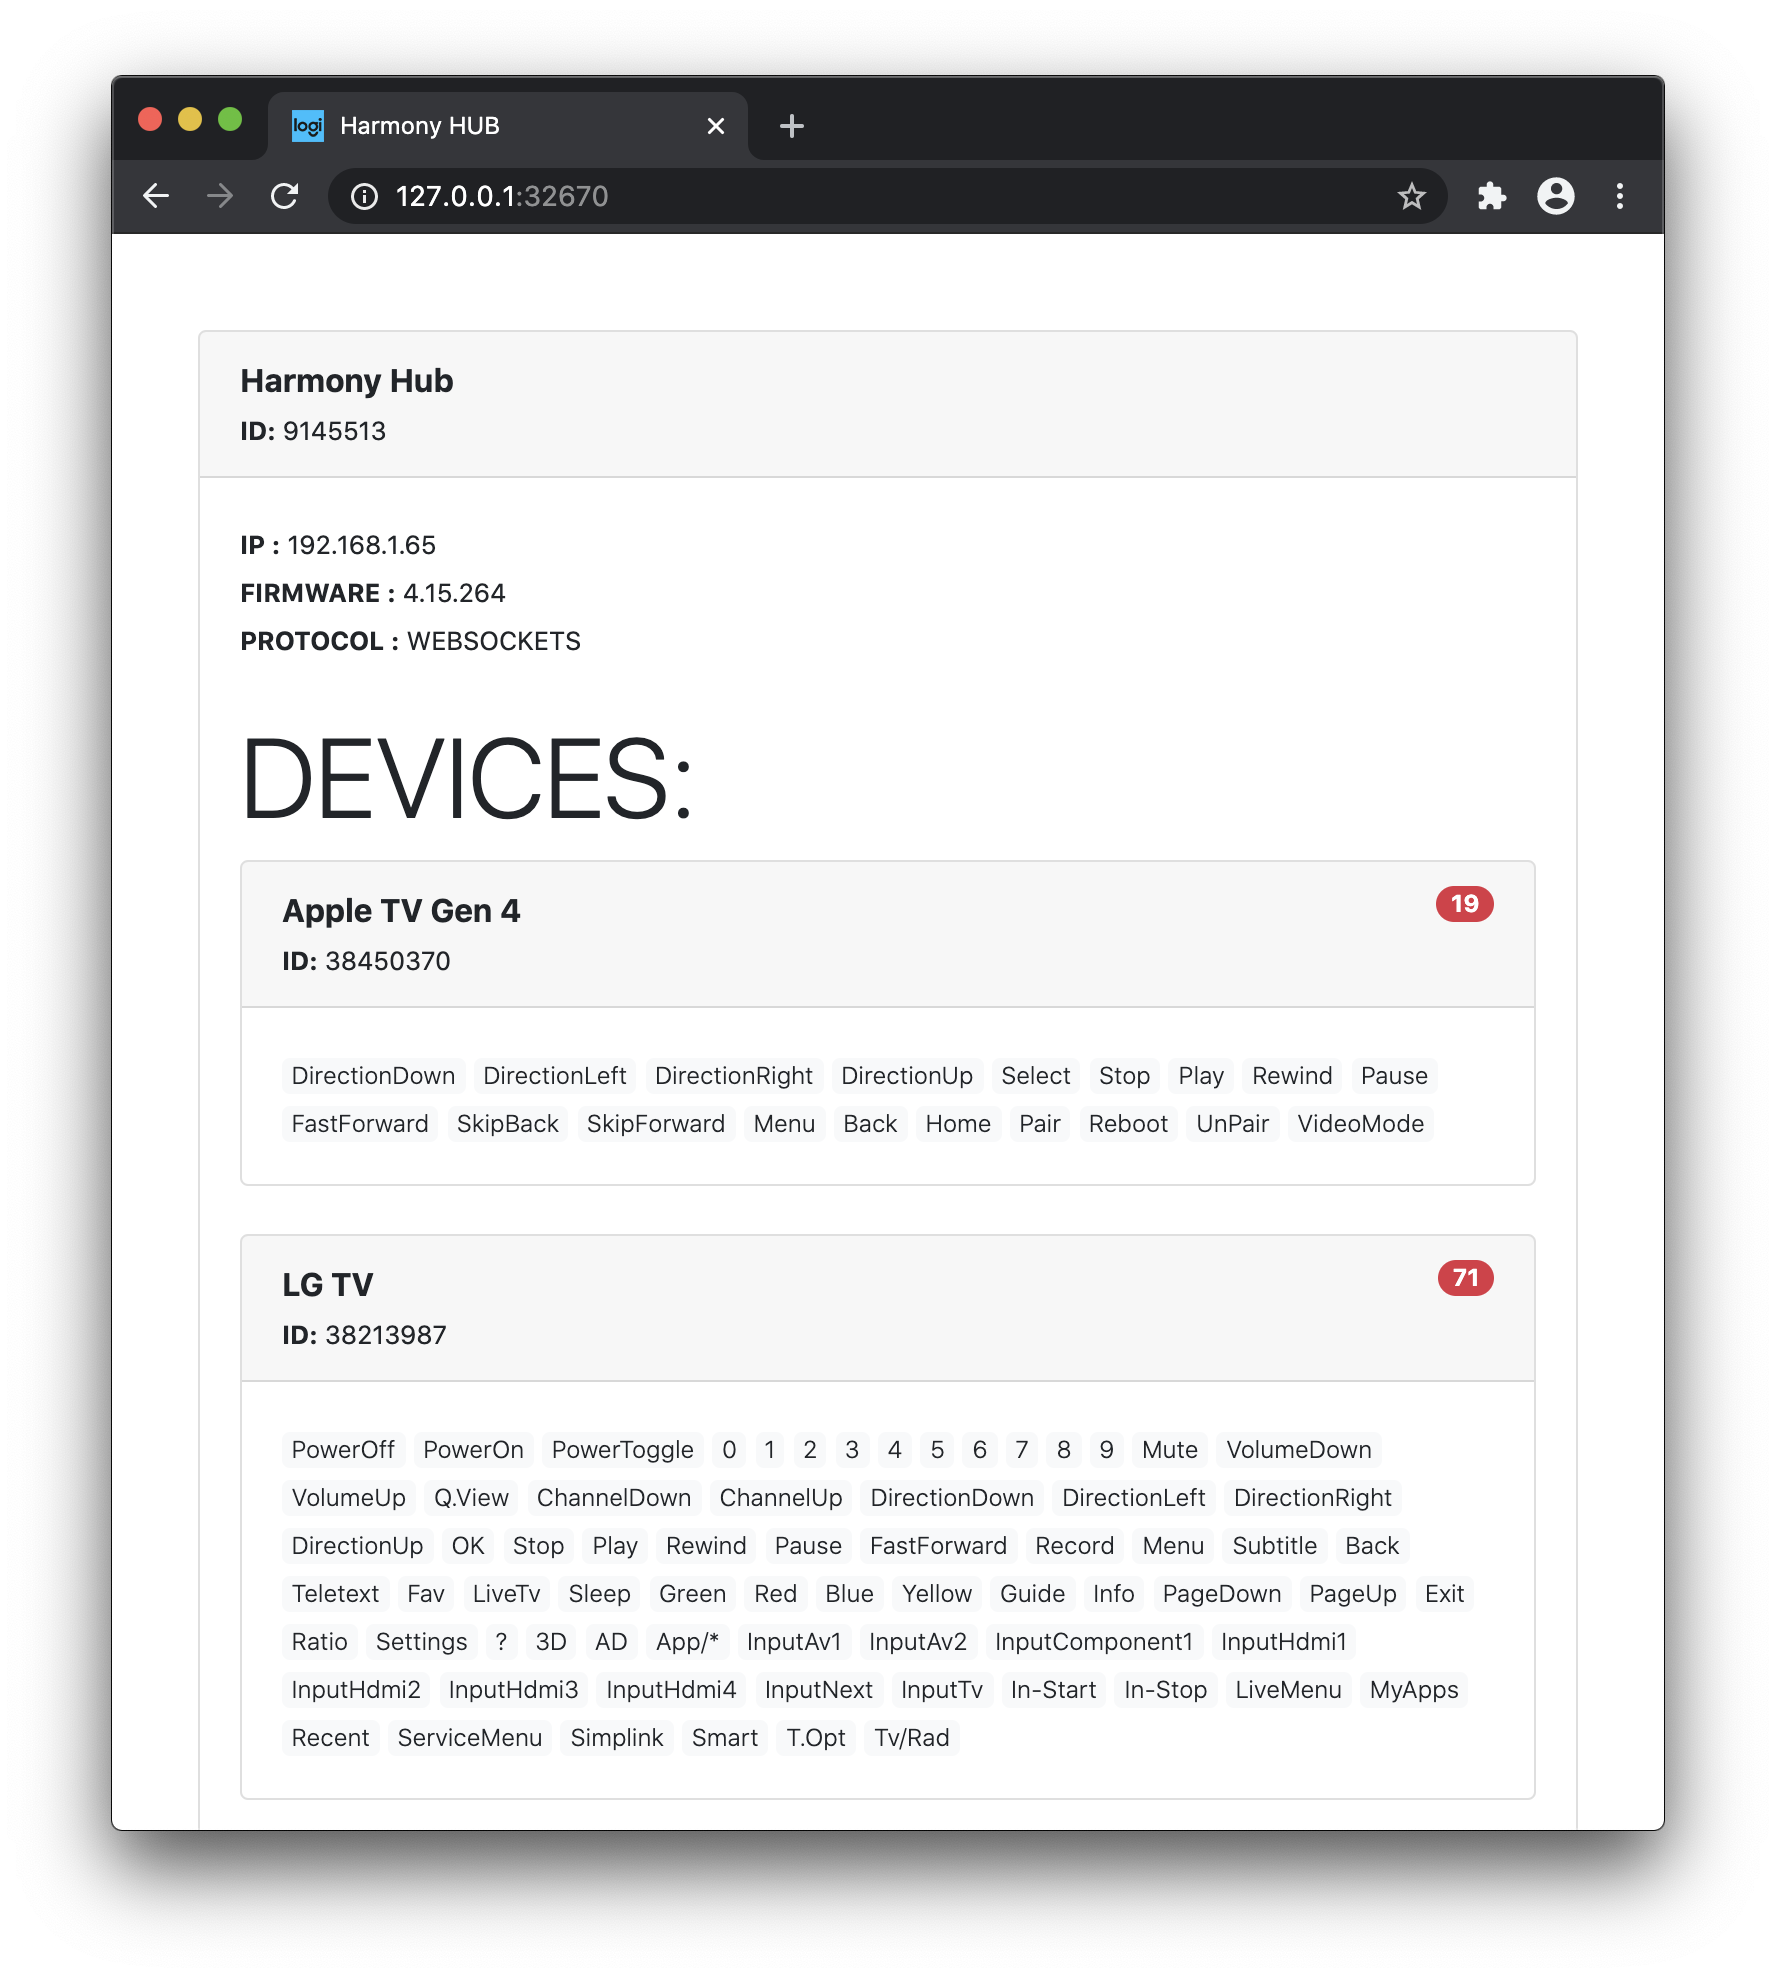 logi Harmony HUB
127.0.0.1:32670
Harmony Hub
ID: 9145513
IP : 192.168.1.65
FIRMWARE : 4.15.264
PROTOCOL : WEBSOCKETS
DEVICES:
Apple TV Gen 4 19
ID: 38450370
DirectionDown DirectionLeft DirectionRight DirectionUp Select Stop Play Rewind Pause
FastForward SkipBack SkipForward Menu Back Home Pair Reboot UnPair VideoMode
LG TV 71
ID: 38213987
PowerOff PowerOn PowerToggle 0 1 2 3 4 5 6 7 8 9 Mute VolumeDown
VolumeUp Q.View ChannelDown ChannelUp DirectionDown DirectionLeft DirectionRight
DirectionUp OK Stop Play Rewind Pause FastForward Record Menu Subtitle Back
Teletext Fav LiveTv Sleep Green Red Blue Yellow Guide Info PageDown PageUp Exit
Ratio Settings ? 3D AD App/* InputAv1 InputAv2 InputComponent1 InputHdmi1
InputHdmi2 InputHdmi3 InputHdmi4 InputNext InputTv In-Start In-Stop LiveMenu MyApps
Recent ServiceMenu Simplink Smart T.Opt Tv/Rad